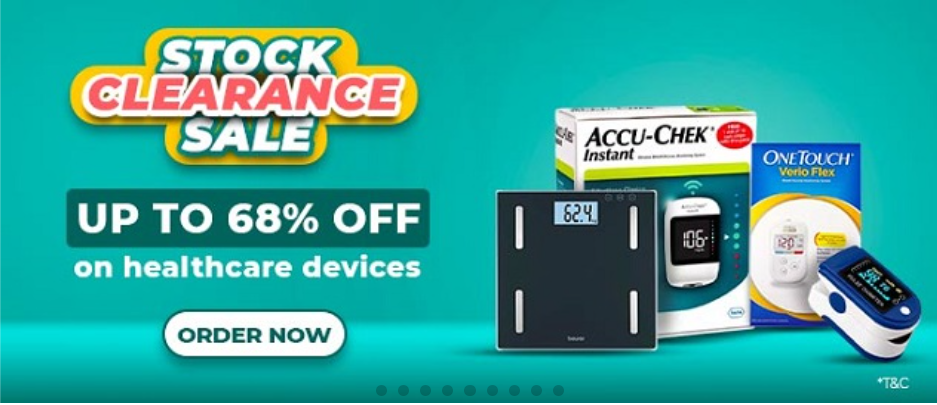 STOCK
CLEARANCE
SALE
UP TO 68% OFF
on healthcare devices
ORDER NOW
ACCU-CHEK
Instant
ONETOUCH
Verio Flex
62.4
106
120
*T&C